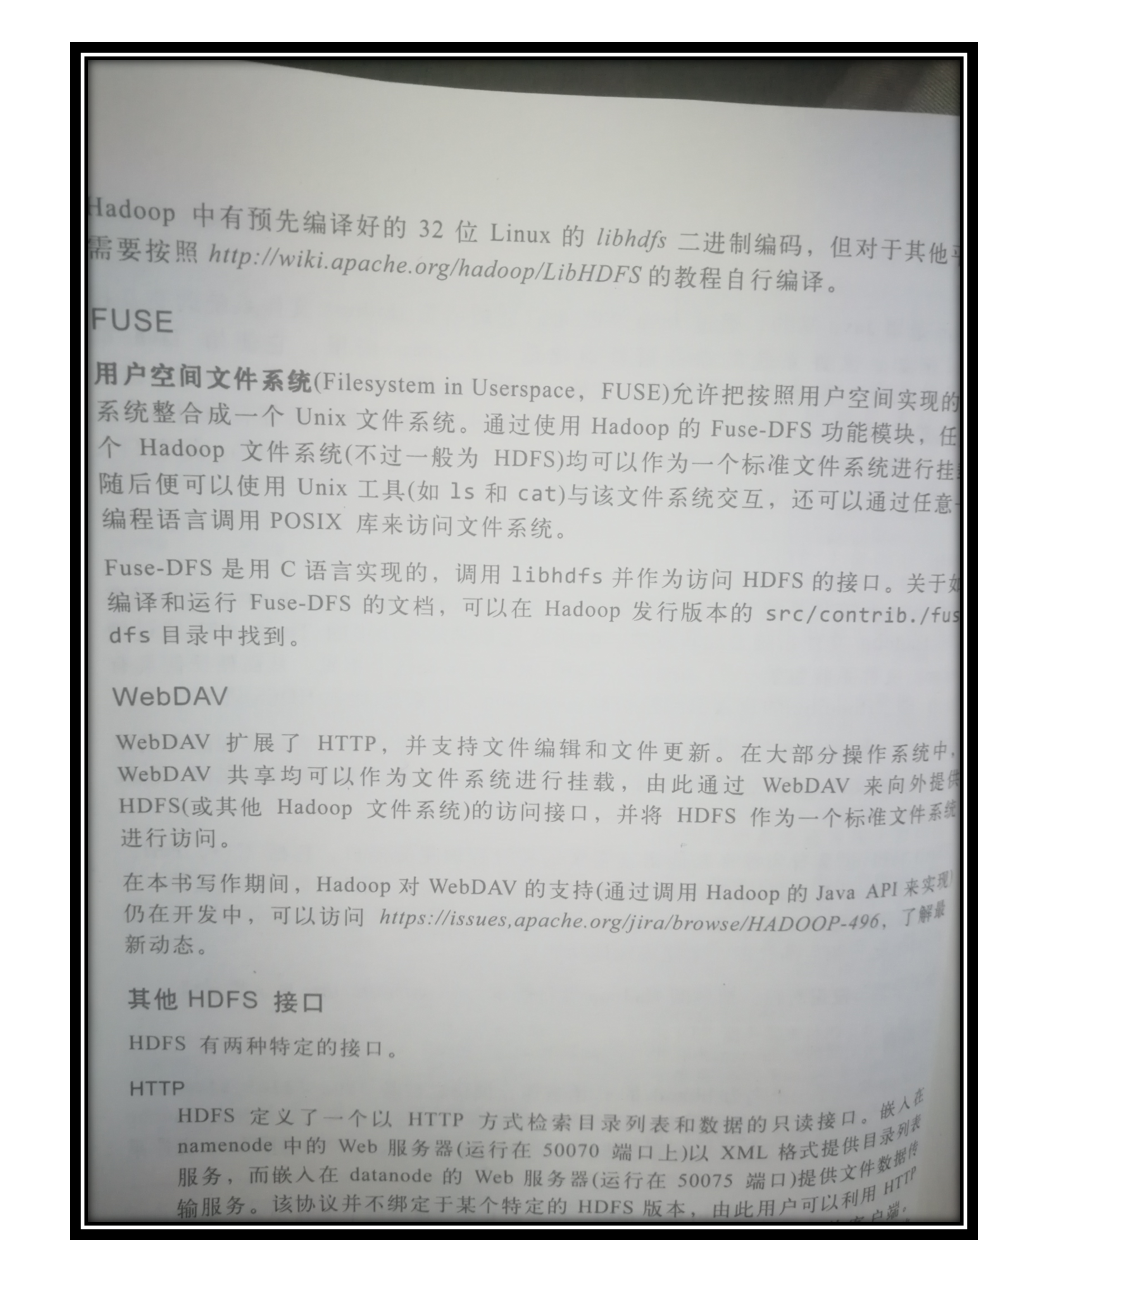 Hadoop 中有预先编译好的 32 位 Linux 的 libhdfs 二进制编码，但对于其他
需要按照 http://wiki.apache.org/hadoop/LibHDFS 的教程自行编译。
FUSE
用户空间文件系统(Filesystem in Userspace，FUSE)允许把按照用户空间实现的
系统整合成一个 Unix 文件系统。通过使用 Hadoop 的 Fuse-DFS 功能模块，任
个 Hadoop 文件系统(不过一般为 HDFS)均可以作为一个标准文件系统进行挂
随后便可以使用 Unix 工具(如 ls 和 cat)与该文件系统交互，还可以通过任意
编程语言调用 POSIX 库来访问文件系统。
Fuse-DFS 是用 C 语言实现的，调用 libhdfs 并作为访问 HDFS 的接口。关于如
编译和运行 Fuse-DFS 的文档，可以在 Hadoop 发行版本的 src/contrib./fus
dfs 目录中找到。
WebDAV
WebDAV 扩展了 HTTP，并支持文件编辑和文件更新。在大部分操作系统中，
WebDAV 共享均可以作为文件系统进行挂载，由此通过 WebDAV 来向外提供
HDFS(或其他 Hadoop 文件系统)的访问接口，并将 HDFS 作为一个标准文件系统
进行访问。
在本书写作期间，Hadoop 对 WebDAV 的支持(通过调用 Hadoop 的 Java API 来实现)
仍在开发中，可以访问 https://issues,apache.org/jira/browse/HADOOP-496，了解最
新动态。
其他 HDFS 接口
HDFS 有两种特定的接口。
HTTP
HDFS 定义了一个以 HTTP 方式检索目录列表和数据的只读接口。嵌入在
namenode 中的 Web 服务器(运行在 50070 端口上)以 XML 格式提供目录列表
服务，而嵌入在 datanode 的 Web 服务器(运行在 50075 端口)提供文件数据传
输服务。该协议并不绑定于某个特定的 HDFS 版本，由此用户可以利用 HTTP
客户端，